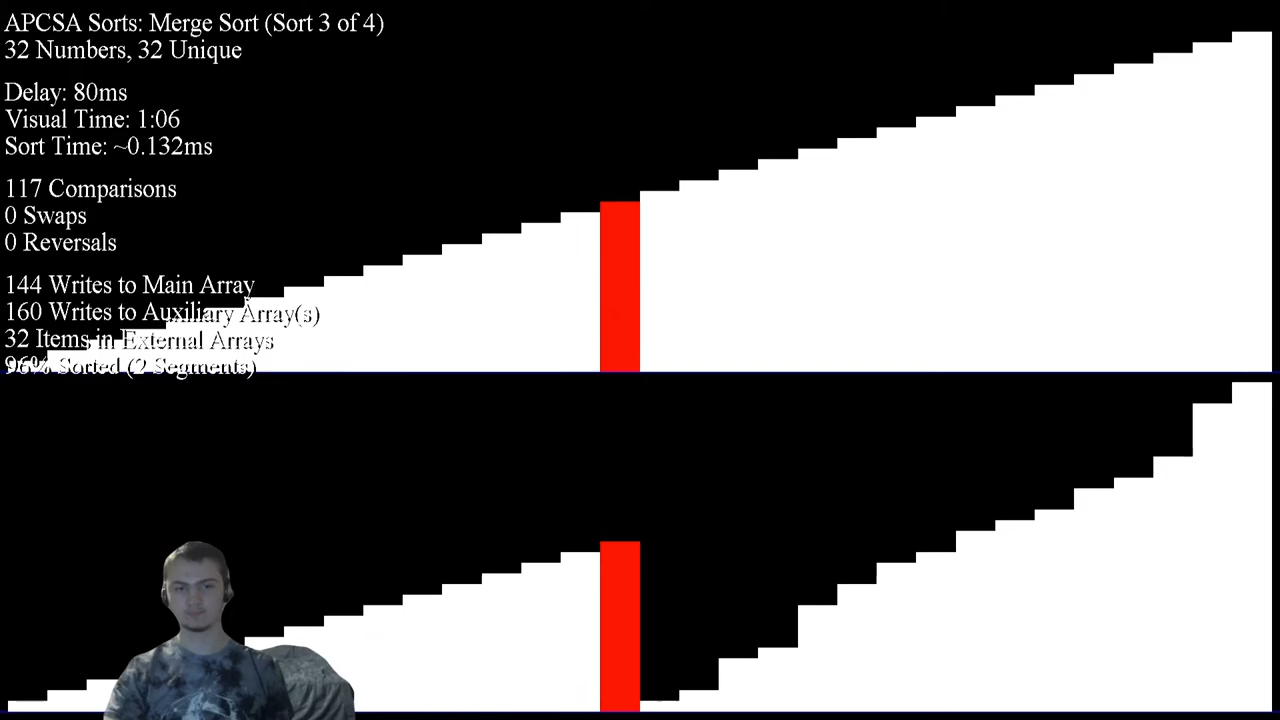 APCSA Sorts: Merge Sort (Sort 3 of 4)
32 Numbers, 32 Unique
Delay: 80ms
Visual Time: 1:06
Sort Time: ~0.132ms
117 Comparisons
0 Swaps
0 Reversals
144 Writes to Main Array
160 Writes to Auxiliary Array(s)
32 Items in External Arrays
96% Sorted (2 Segments)